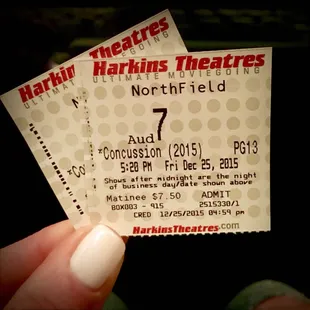 Harkins Theatres
ULTIMATE MOVIEGOING
Harkins Theatres
ULTIMATE MOVIEGOING
NorthField
7
Aud
*Concussion (2015) PG13
5:20 PM Fri Dec 25, 2015
Shows after midnight are the night
of business day/date shown above
Matinee $7.50 ADMIT
BOX003 - 915 2515330/1
CRED 12/25/2015 04:59 pm
HarkinsTheatres.com